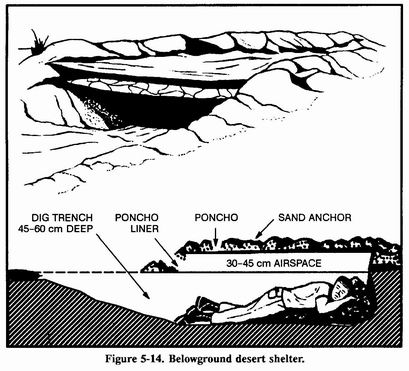 DIG TRENCH
45–60 cm DEEP
PONCHO
LINER
PONCHO
SAND ANCHOR
30–45 cm AIRSPACE
Figure 5-14. Belowground desert shelter.